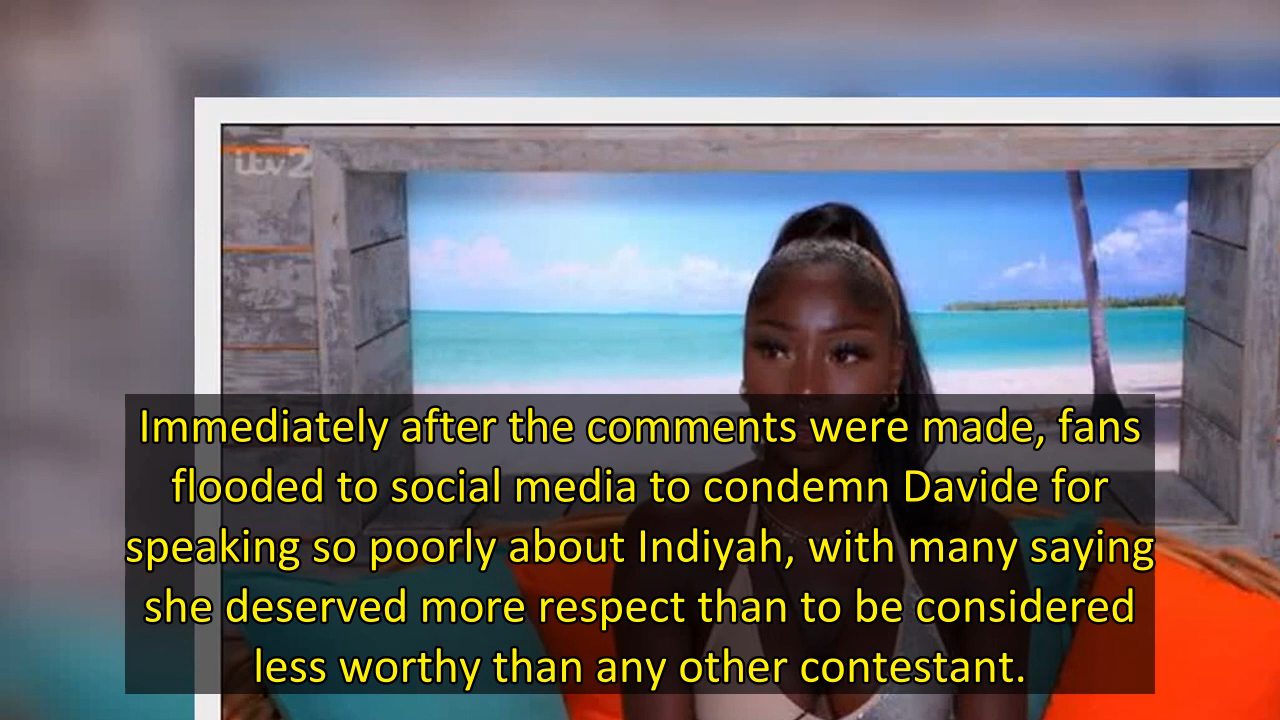 itv2
Immediately after the comments were made, fans
flooded to social media to condemn Davide for
speaking so poorly about Indiyah, with many saying
she deserved more respect than to be considered
less worthy than any other contestant.